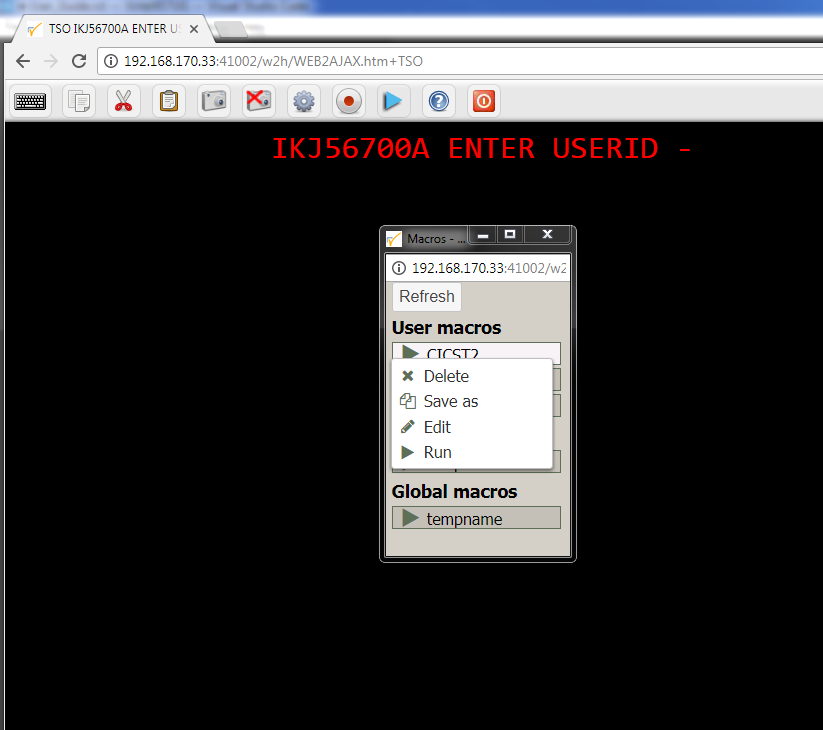 TSO IKJ56700A ENTER US
192.168.170.33:41002/w2h/WEB2AJAX.htm+TSO
IKJ56700A ENTER USERID -
Macros - ...
192.168.170.33:41002/w2
Refresh
User macros
CICST2
Delete
Save as
Edit
Run
Global macros
tempname